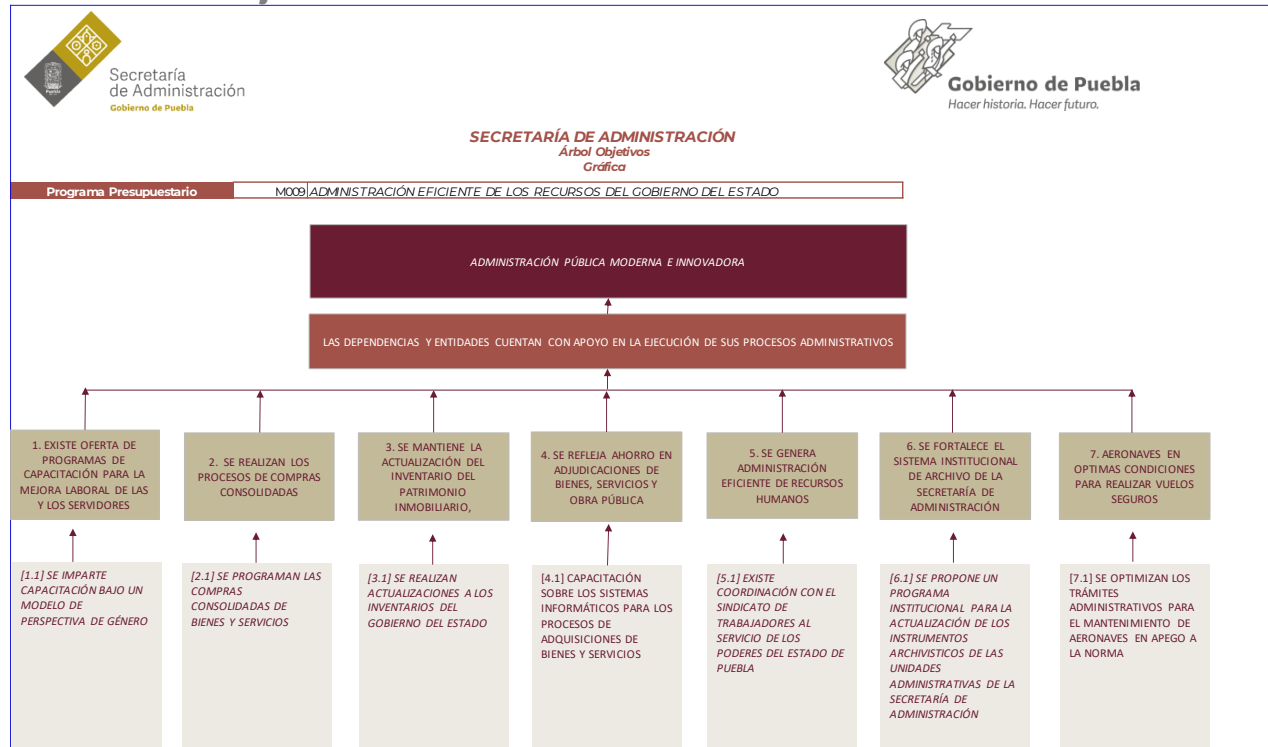 Secretaría
de Administración
Gobierno de Puebla
Gobierno de Puebla
Hacer historia. Hacer futuro.
SECRETARÍA DE ADMINISTRACIÓN
Árbol Objetivos
Gráfica
Programa Presupuestario
M009 ADMINISTRACIÓN EFICIENTE DE LOS RECURSOS DEL GOBIERNO DEL ESTADO
ADMINISTRACIÓN PÚBLICA MODERNA E INNOVADORA
LAS DEPENDENCIAS Y ENTIDADES CUENTAN CON APOYO EN LA EJECUCIÓN DE SUS PROCESOS ADMINISTRATIVOS
1. EXISTE OFERTA DE
PROGRAMAS DE
CAPACITACIÓN PARA LA
MEJORA LABORAL DE LAS
Y LOS SERVIDORES
2. SE REALIZAN LOS
PROCESOS DE COMPRAS
CONSOLIDADAS
3. SE MANTIENE LA
ACTUALIZACIÓN DEL
INVENTARIO DEL
PATRIMONIO
INMOBILIARIO,
4. SE REFLEJA AHORRO EN
ADJUDICACIONES DE
BIENES, SERVICIOS Y
OBRA PÚBLICA
5. SE GENERA
ADMINISTRACIÓN
EFICIENTE DE RECURSOS
HUMANOS
6. SE FORTALECE EL
SISTEMA INSTITUCIONAL
DE ARCHIVO DE LA
SECRETARÍA DE
ADMINISTRACIÓN
7. AERONAVES EN
OPTIMAS CONDICIONES
PARA REALIZAR VUELOS
SEGUROS
[1.1] SE IMPARTE
CAPACITACIÓN BAJO UN
MODELO DE
PERSPECTIVA DE GÉNERO
[2.1] SE PROGRAMAN LAS
COMPRAS
CONSOLIDADAS DE
BIENES Y SERVICIOS
[3.1] SE REALIZAN
ACTUALIZACIONES A LOS
INVENTARIOS DEL
GOBIERNO DEL ESTADO
[4.1] CAPACITACIÓN
SOBRE LOS SISTEMAS
INFORMÁTICOS PARA LOS
PROCESOS DE
ADQUISICIONES DE
BIENES Y SERVICIOS
[5.1] EXISTE
COORDINACIÓN CON EL
SINDICATO DE
TRABAJADORES AL
SERVICIO DE LOS
PODERES DEL ESTADO DE
PUEBLA
[6.1] SE PROPONE UN
PROGRAMA
INSTITUCIONAL PARA LA
ACTUALIZACIÓN DE LOS
INSTRUMENTOS
ARCHIVISTICOS DE LAS
UNIDADES
ADMINISTRATIVAS DE LA
SECRETARÍA DE
ADMINISTRACIÓN
[7.1] SE OPTIMIZAN LOS
TRÁMITES
ADMINISTRATIVOS PARA
EL MANTENIMIENTO DE
AERONAVES EN APEGO A
LA NORMA